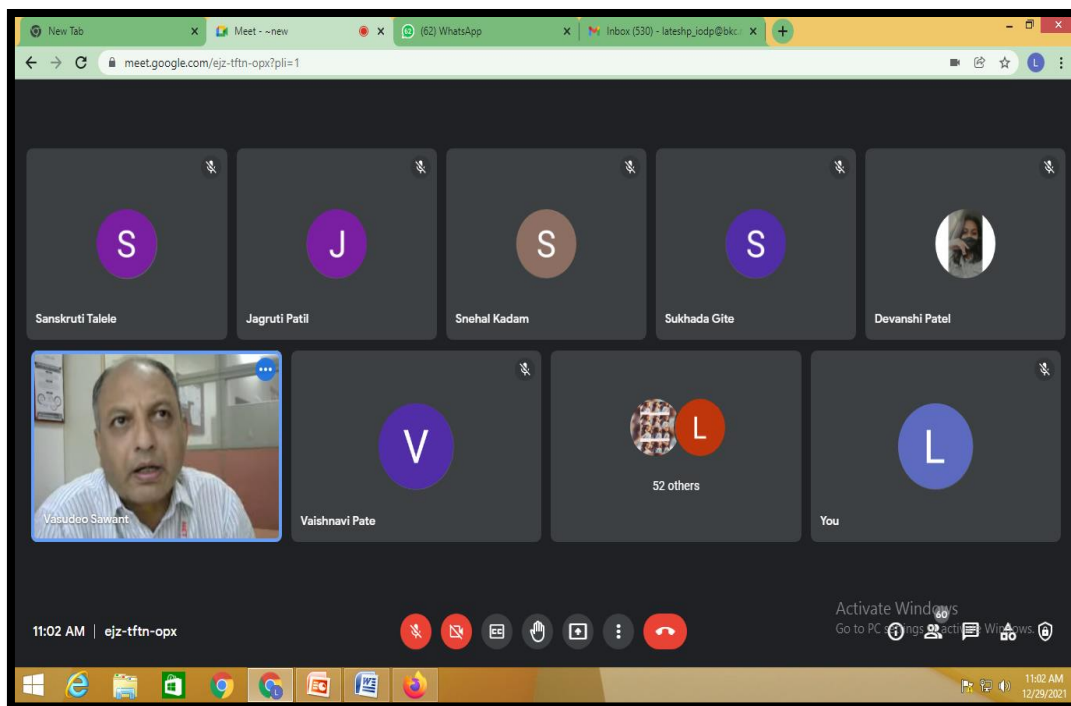 New Tab
Meet - ~new
(62) WhatsApp
Inbox (530) - lateshp_iodp@bkc.
meet.google.com/ejz-tftn-opx?pli=1
L
S
J
S
S
Sanskruti Talele
Jagruti Patil
Snehal Kadam
Sukhada Gite
Devanshi Patel
V
L
L
52 others
Vasudeo Sawant
Vaishnavi Pate
You
Activate Windows
Go to PC settings to activate Windows.
60
11:02 AM | ejz-tftn-opx
11:02 AM
12/29/2021